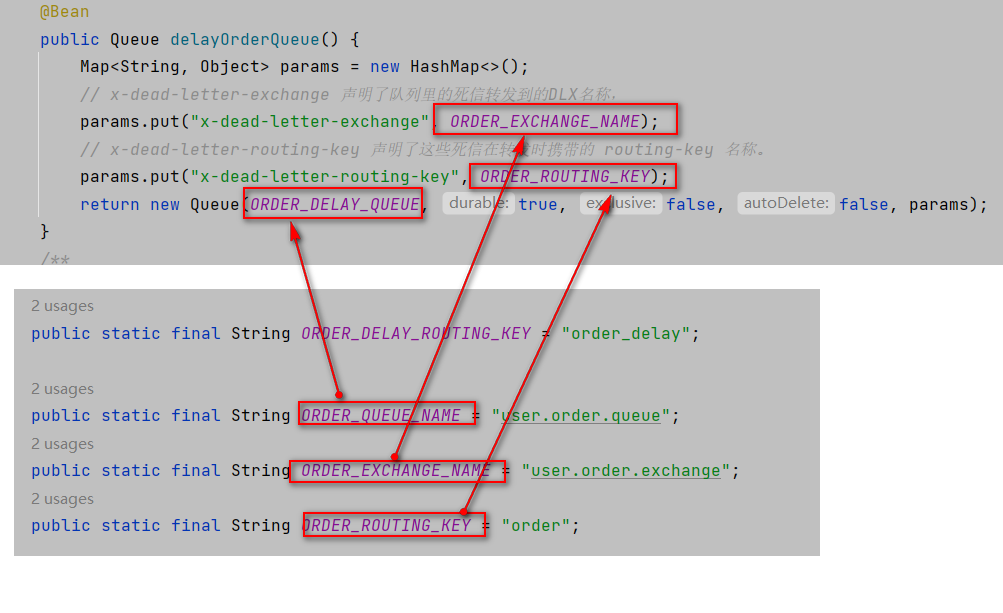 @Bean
public Queue delayOrderQueue() {
Map<String, Object> params = new HashMap<>();
// x-dead-letter-exchange 声明了队列里的死信转发到的DLX名称，
params.put("x-dead-letter-exchange", ORDER_EXCHANGE_NAME);
// x-dead-letter-routing-key 声明了这些死信在转发时携带的 routing-key 名称。
params.put("x-dead-letter-routing-key", ORDER_ROUTING_KEY);
return new Queue(ORDER_DELAY_QUEUE, durable: true, exclusive: false, autoDelete: false, params);
}
/**
2 usages
public static final String ORDER_DELAY_ROUTING_KEY = "order_delay";
2 usages
public static final String ORDER_QUEUE_NAME = "user.order.queue";
2 usages
public static final String ORDER_EXCHANGE_NAME = "user.order.exchange";
2 usages
public static final String ORDER_ROUTING_KEY = "order";